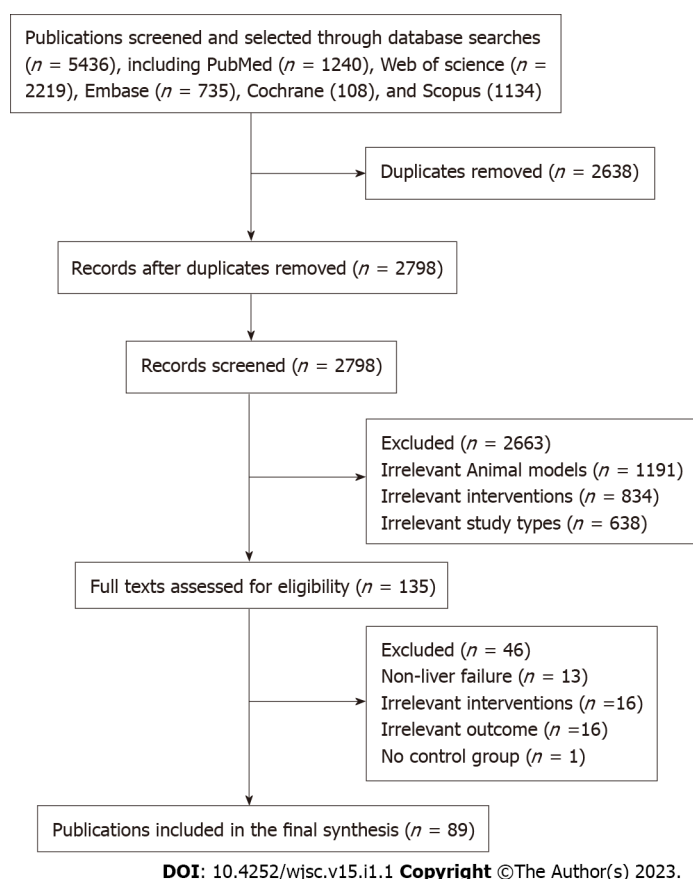 Publications screened and selected through database searches
(n = 5436), including PubMed (n = 1240), Web of science (n =
2219), Embase (n = 735), Cochrane (108), and Scopus (1134)
Duplicates removed (n = 2638)
Records after duplicates removed (n = 2798)
Records screened (n = 2798)
Excluded (n = 2663)
Irrelevant Animal models (n = 1191)
Irrelevant interventions (n = 834)
Irrelevant study types (n = 638)
Full texts assessed for eligibility (n = 135)
Excluded (n = 46)
Non-liver failure (n = 13)
Irrelevant interventions (n =16)
Irrelevant outcome (n =16)
No control group (n = 1)
Publications included in the final synthesis (n = 89)
DOI: 10.4252/wjsc.v15.i1.1 Copyright ©The Author(s) 2023.